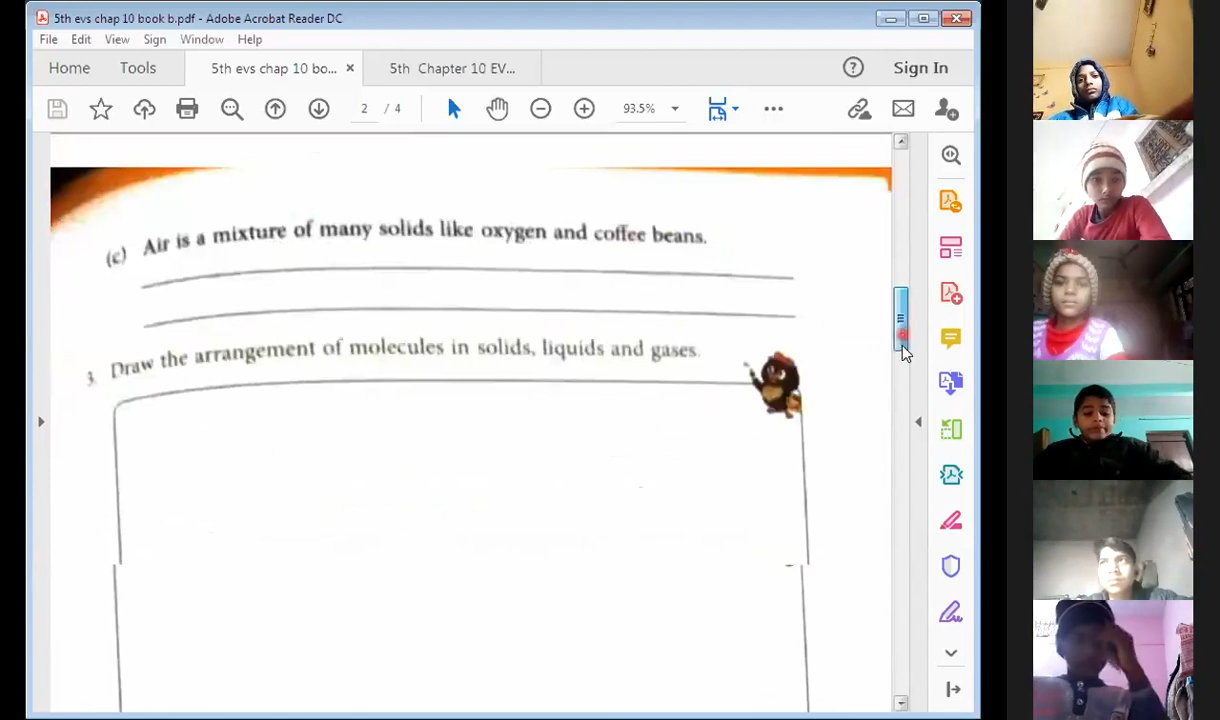 5th evs chap 10 book b.pdf - Adobe Acrobat Reader DC
File Edit View Sign Window Help
Home Tools 5th evs chap 10 bo... × 5th Chapter 10 EV... Sign In
2 / 4 93.5%
(c) Air is a mixture of many solids like oxygen and coffee beans.
3. Draw the arrangement of molecules in solids, liquids and gases.